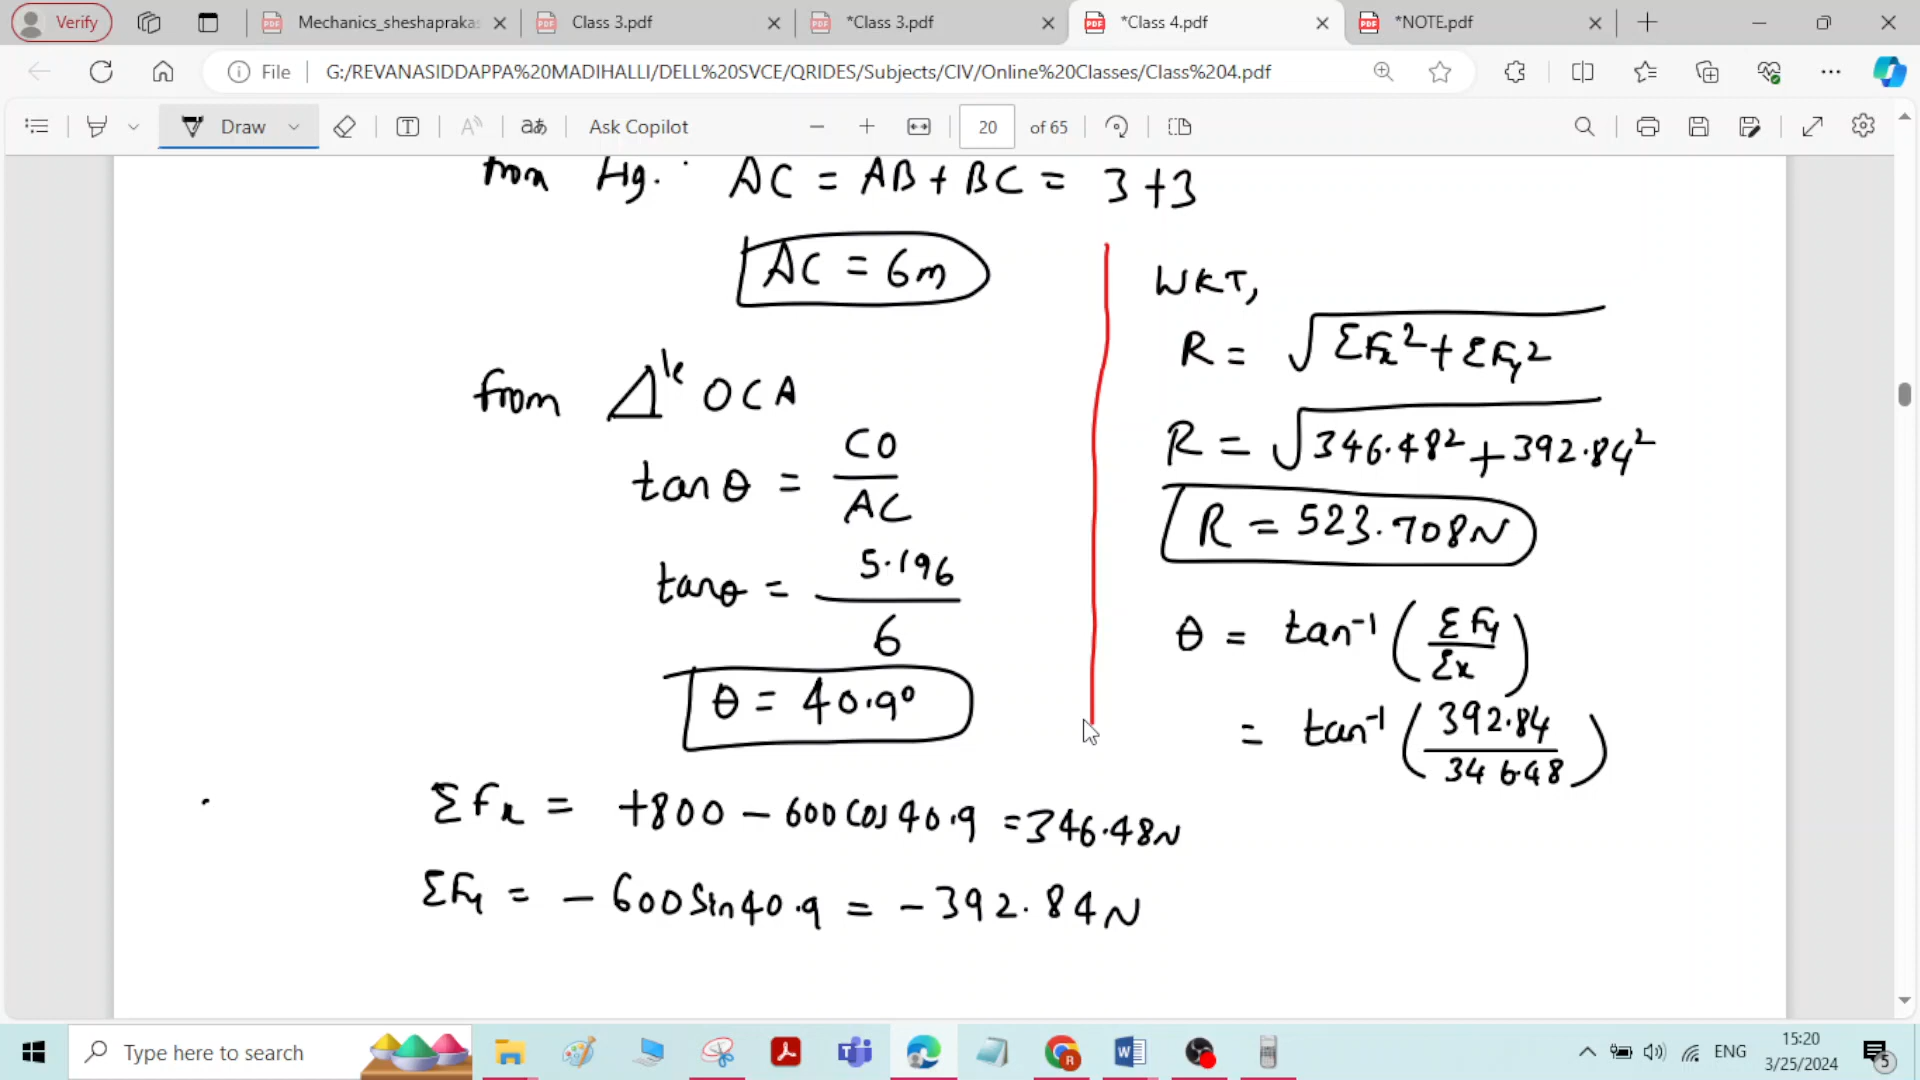 Verify
Mechanics_sheshapraka
Class 3.pdf
*Class 3.pdf
*Class 4.pdf
*NOTE.pdf
File
G:/REVANASIDDAPPA%20MADIHALLI/DELL%20SVCE/QRIDES/Subjects/CIV/Online%20Classes/Class%204.pdf
Draw
Ask Copilot
20
of 65
from Fig. : AC = AB + BC = 3 + 3
AC = 6m
from Δle OCA
tan θ = CO / AC
tan θ = 5.196 / 6
θ = 40.9°
ΣFx = +800 - 600 cos 40.9 = 346.48N
ΣFy = - 600 Sin 40.9 = - 392.84 N
WKT,
R = √ΣFx² + ΣFy²
R = √346.48² + 392.84²
R = 523.708N
θ = tan⁻¹ (ΣFy / Σx)
= tan⁻¹ (392.84 / 346.48)
Type here to search
ENG
15:20
3/25/2024
5